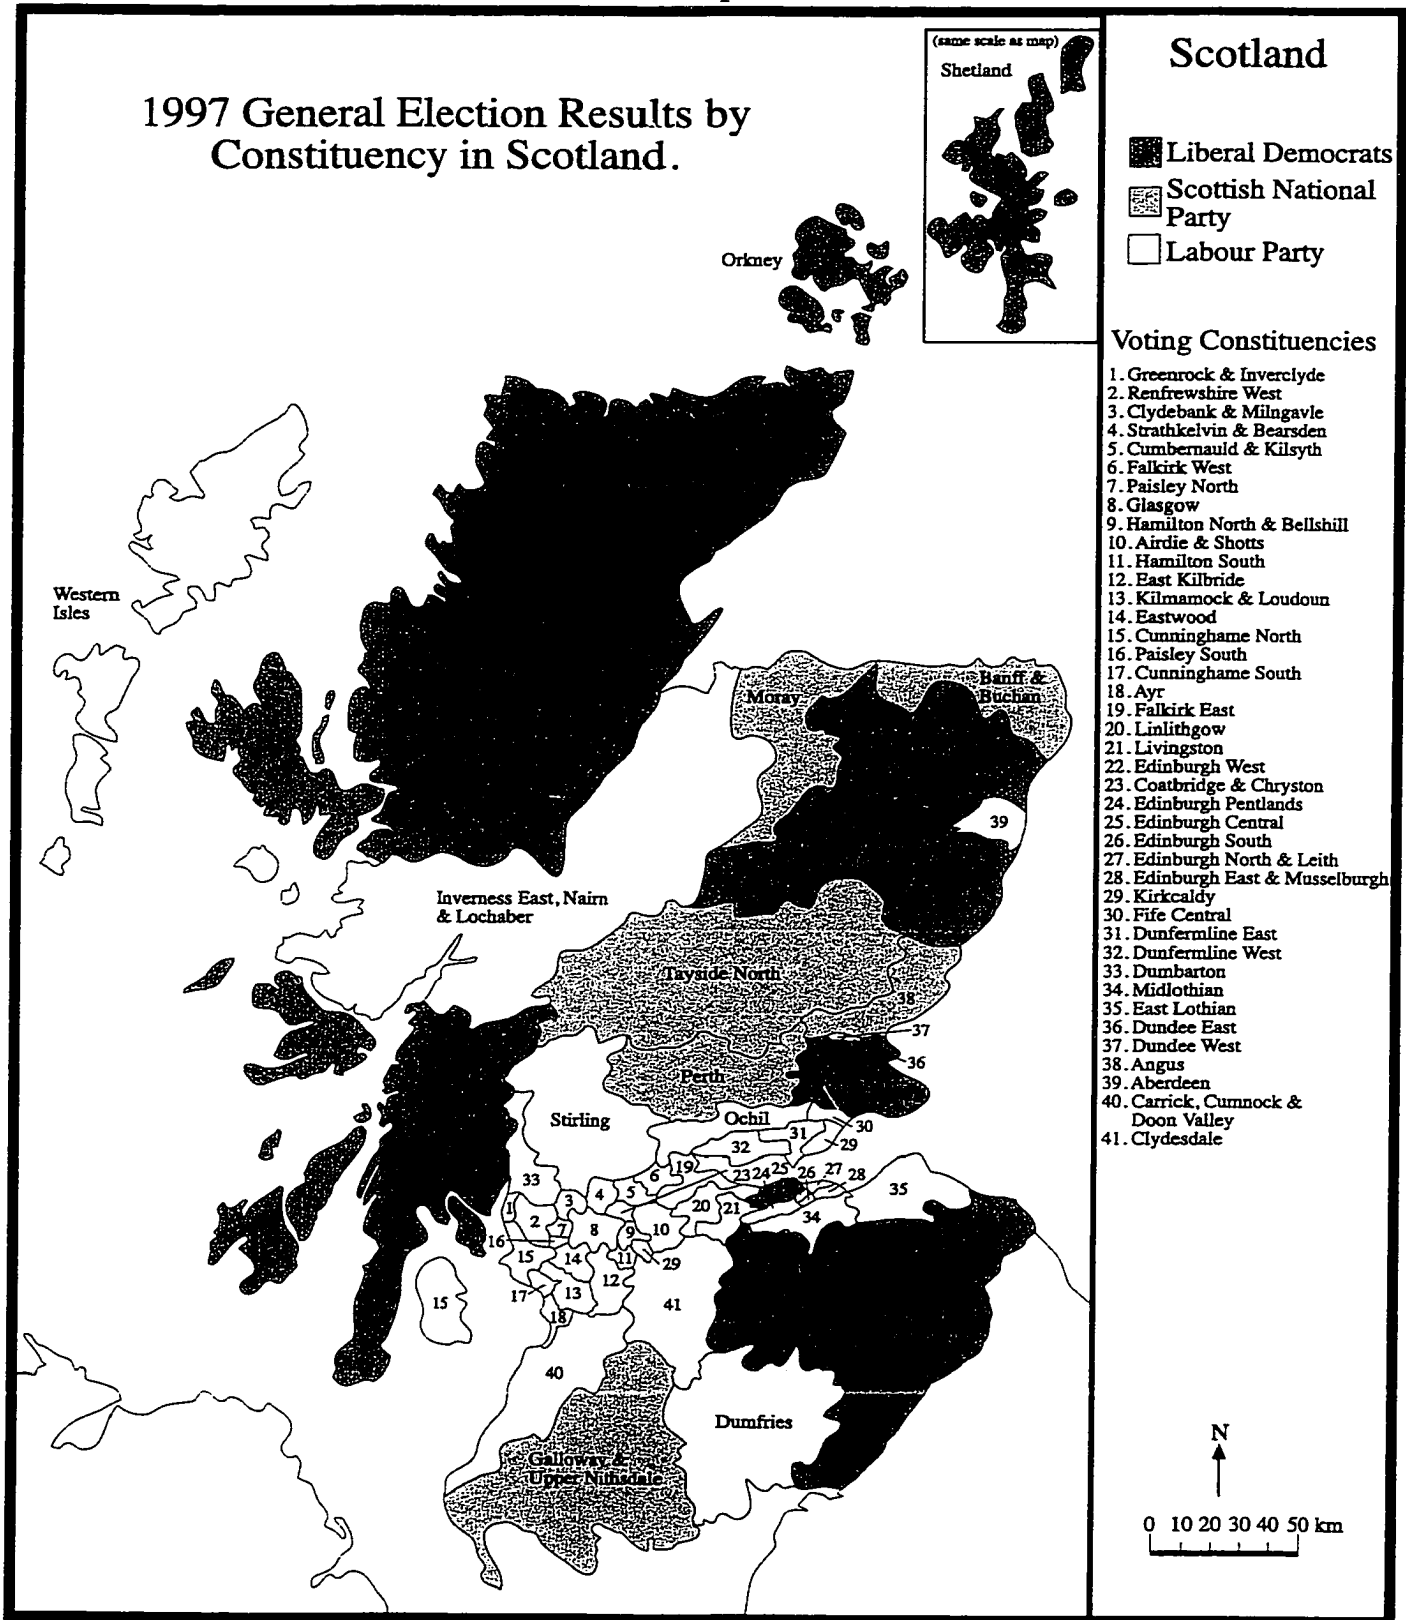 1997 General Election Results by
Constituency in Scotland.
(same scale as map)
Shetland
Orkney
Western
Isles
Moray
Banff &
Buchan
39
Inverness East, Nairn
& Lochaber
Tayside North
38
37
36
Perth
Stirling
Ochil
30
31
29
32
33
19
6
5
4
3
23
24
25
26
27
28
35
1
2
7
8
9
10
20
21
34
16
15
14
11
29
12
17
13
18
15
41
40
Dumfries
Galloway &
Upper Nithsdale
Scotland
Liberal Democrats
Scottish National
Party
Labour Party
Voting Constituencies
1. Greenrock & Inverclyde
2. Renfrewshire West
3. Clydebank & Milngavle
4. Strathkelvin & Bearsden
5. Cumbernauld & Kilsyth
6. Falkirk West
7. Paisley North
8. Glasgow
9. Hamilton North & Bellshill
10. Airdie & Shotts
11. Hamilton South
12. East Kilbride
13. Kilmamock & Loudoun
14. Eastwood
15. Cunninghame North
16. Paisley South
17. Cunninghame South
18. Ayr
19. Falkirk East
20. Linlithgow
21. Livingston
22. Edinburgh West
23. Coatbridge & Chryston
24. Edinburgh Pentlands
25. Edinburgh Central
26. Edinburgh South
27. Edinburgh North & Leith
28. Edinburgh East & Musselburgh
29. Kirkcaldy
30. Fife Central
31. Dunfermline East
32. Dunfermline West
33. Dumbarton
34. Midlothian
35. East Lothian
36. Dundee East
37. Dundee West
38. Angus
39. Aberdeen
40. Carrick, Cumnock &
Doon Valley
41. Clydesdale
N
0 10 20 30 40 50 km